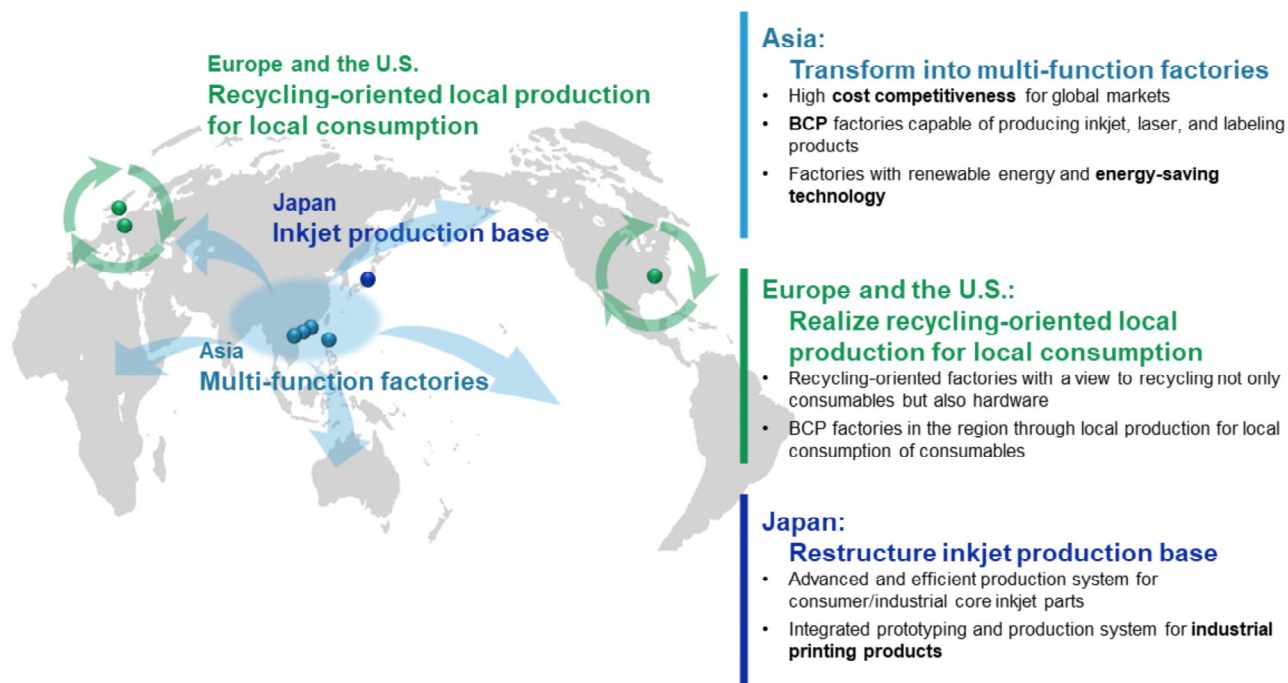 Europe and the U.S.
Recycling-oriented local production
for local consumption
Japan
Inkjet production base
Asia
Multi-function factories
Asia:
Transform into multi-function factories
• High cost competitiveness for global markets
• BCP factories capable of producing inkjet, laser, and labeling
products
• Factories with renewable energy and energy-saving
technology
Europe and the U.S.:
Realize recycling-oriented local
production for local consumption
• Recycling-oriented factories with a view to recycling not only
consumables but also hardware
• BCP factories in the region through local production for local
consumption of consumables
Japan:
Restructure inkjet production base
• Advanced and efficient production system for
consumer/industrial core inkjet parts
• Integrated prototyping and production system for industrial
printing products